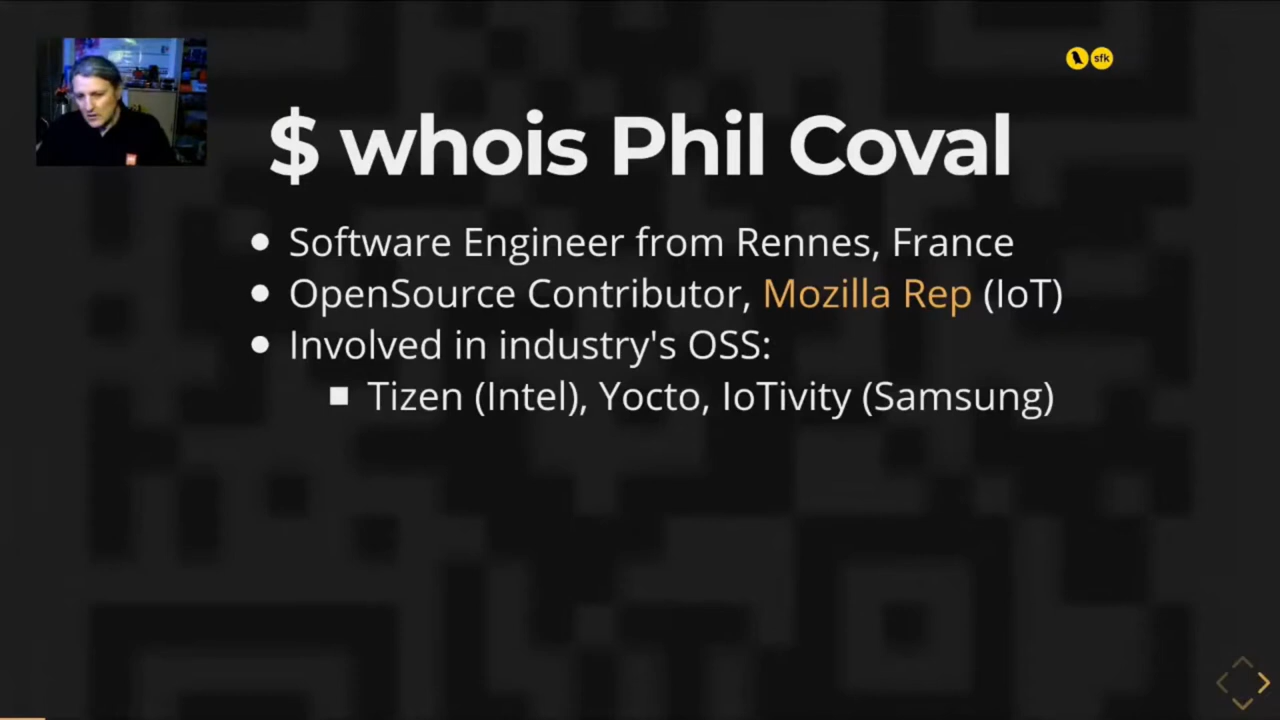 sfk
$ whois Phil Coval
Software Engineer from Rennes, France
OpenSource Contributor, Mozilla Rep (IoT)
Involved in industry's OSS:
Tizen (Intel), Yocto, IoTivity (Samsung)